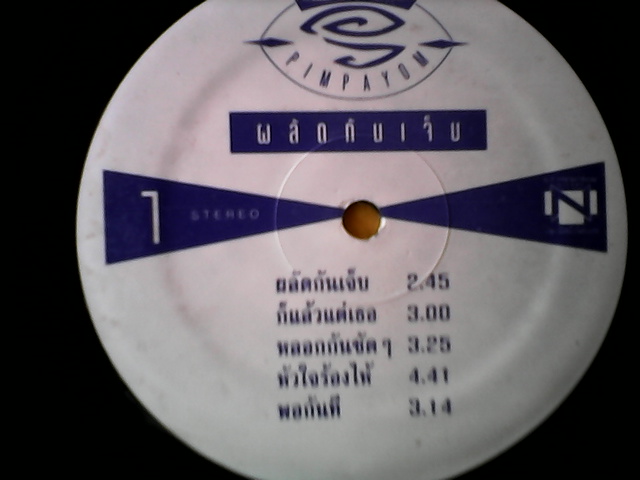 PIMPAYOM
ผลัดกันเจ็บ
1 STEREO N
ผลัดกันเจ็บ 2.45
ก็แล้วแต่เธอ 3.00
หลอกกันชัด ๆ 3.25
หัวใจร้องไห้ 4.41
พอกันที 3.14